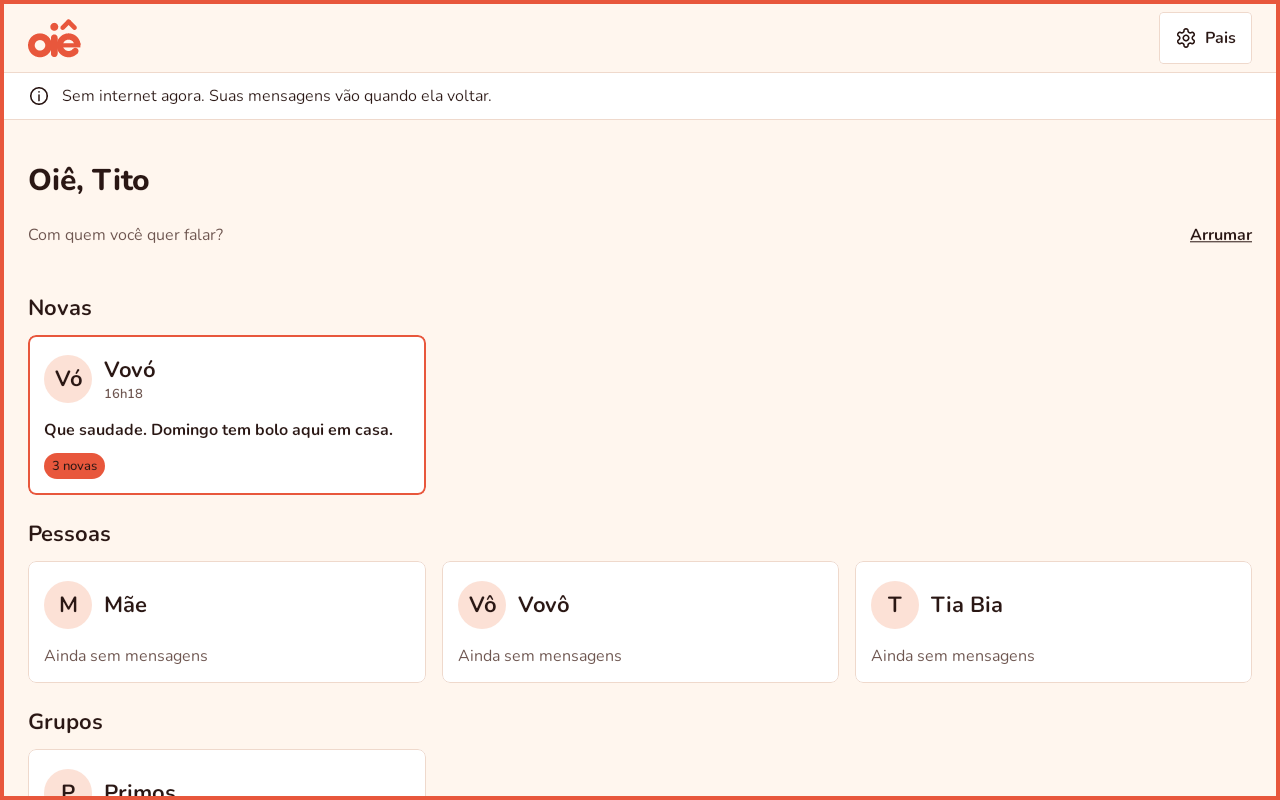 oiê
Pais
Sem internet agora. Suas mensagens vão quando ela voltar.
Oiê, Tito
Com quem você quer falar?
Arrumar
Novas
Vó
Vovó
16h18
Que saudade. Domingo tem bolo aqui em casa.
3 novas
Pessoas
M
Mãe
Ainda sem mensagens
Vô
Vovô
Ainda sem mensagens
T
Tia Bia
Ainda sem mensagens
Grupos
P
Primos